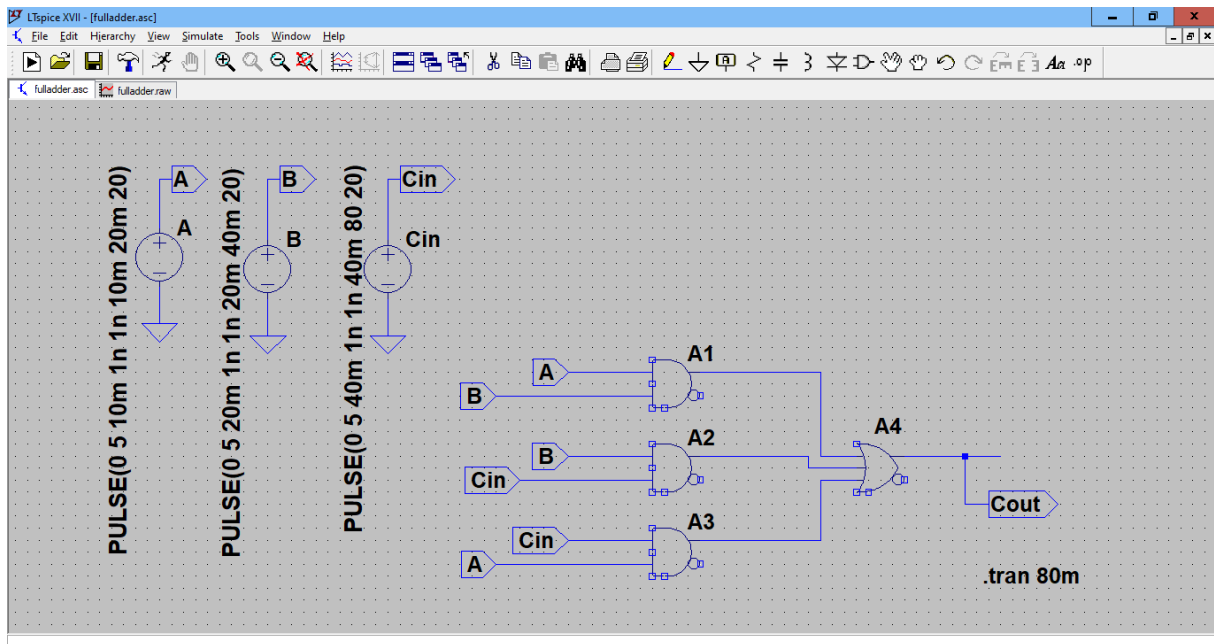 LTspice XVII - [fulladder.asc]
File Edit Hierarchy View Simulate Tools Window Help
Aa .op
fulladder.asc fulladder.raw
PULSE(0 5 10m 1n 1n 10m 20m 20)
A
A
PULSE(0 5 20m 1n 1n 20m 40m 20)
B
B
PULSE(0 5 40m 1n 1n 40m 80 20)
Cin
Cin
A
B
A1
B
Cin
A2
Cin
A
A3
A4
Cout
.tran 80m